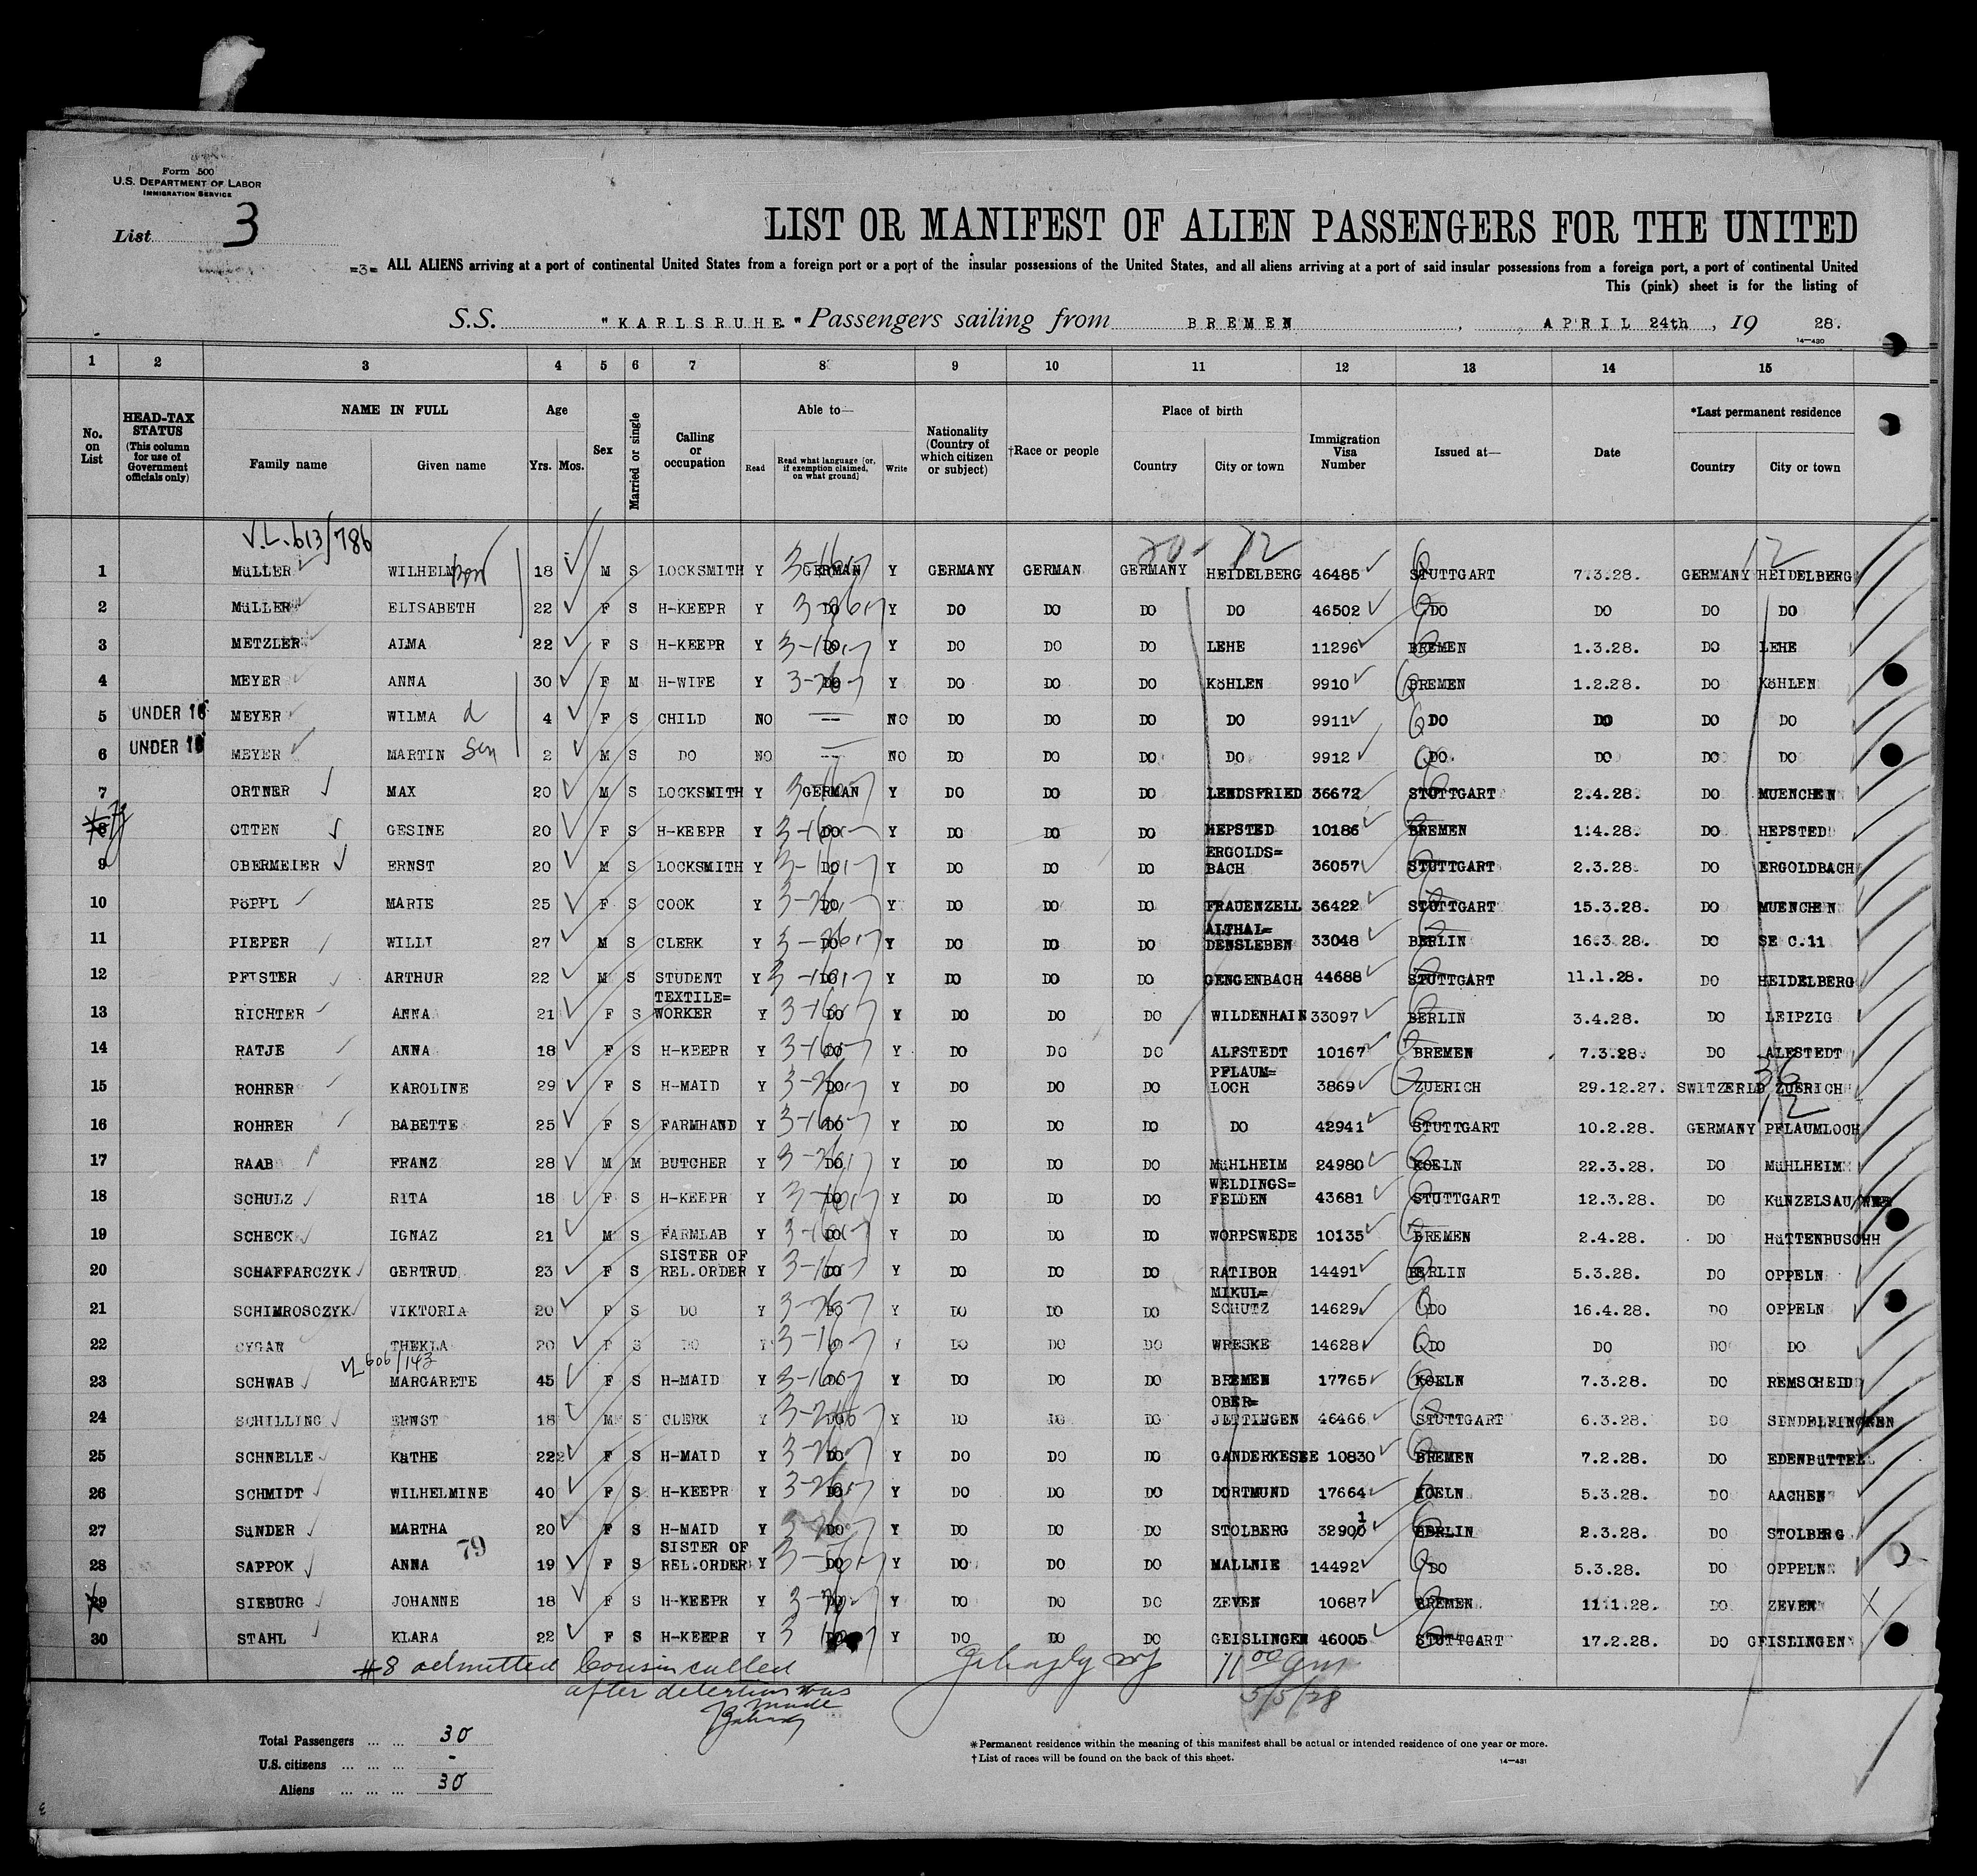 Form 500
U.S. DEPARTMENT OF LABOR
IMMIGRATION SERVICE
List 3
LIST OR MANIFEST OF ALIEN PASSENGERS FOR THE UNITED
=3= ALL ALIENS arriving at a port of continental United States from a foreign port or a port of the insular possessions of the United States, and all aliens arriving at a port of said insular possessions from a foreign port, a port of continental United
This (pink) sheet is for the listing of
S.S. "KARLSRUHE." Passengers sailing from BREMEN, APRIL 24th, 19 28.
14—430
1 2 3 4 5 6 7 8 9 10 11 12 13 14 15
No. on List
HEAD-TAX STATUS (This column for use of Government officials only)
NAME IN FULL
Family name Given name
Age
Yrs. Mos.
Sex
Married or single
Calling or occupation
Able to—
Read
Read what language [or, if exemption claimed, on what ground]
Write
Nationality (Country of which citizen or subject)
†Race or people
Place of birth
Country City or town
Immigration Visa Number
Issued at—
Date
*Last permanent residence
Country City or town
V.L. 613/786
20- 12 12
1 MüLLER WILHELM 18 M S LOCKSMITH Y GERMAN Y GERMANY GERMAN GERMANY HEIDELBERG 46485 STUTTGART 7.3.28. GERMANY HEIDELBERG
2 MüLLER ELISABETH 22 F S H-KEEPR Y DO Y DO DO DO DO 46502 DO DO DO DO
3 METZLER ALMA 22 F S H-KEEPR Y DO Y DO DO DO LEHE 11296 BREMEN 1.3.28. DO LEHE
4 MEYER ANNA 30 F M H-WIFE Y DO Y DO DO DO KöHLEN 9910 BREMEN 1.2.28. DO KöHLEN
5 UNDER 16 MEYER WILMA d 4 F S CHILD NO -- NO DO DO DO DO 9911 DO DO DO DO
6 UNDER 16 MEYER MARTIN son 2 M S DO NO -- NO DO DO DO DO 9912 DO DO DO DO
7 ORTNER MAX 20 M S LOCKSMITH Y GERMAN Y DO DO DO LENDSFRIED 36672 STUTTGART 2.4.28. DO MUENCHEN
8 OTTEN GESINE 20 F S H-KEEPR Y DO Y DO DO DO HEPSTED 10186 BREMEN 1:4.28. DO HEPSTED
9 OBERMEIER ERNST 20 M S LOCKSMITH Y DO Y DO DO DO ERGOLDS=BACH 36057 STUTTGART 2.3.28. DO ERGOLDBACH
10 PöPPL MARIE 25 F S COOK Y DO Y DO DO DO FRAUENZELL 36422 STUTTGART 15.3.28. DO MUENCHEN
11 PIEPER WILLI 27 M S CLERK Y DO Y DO DO DO ALTHAL=DENSLEBEN 33048 BERLIN 16.3.28. DO SE C.11
12 PFISTER ARTHUR 22 M S STUDENT Y DO Y DO DO DO GENGENBACH 44688 STUTTGART 11.1.28. DO HEIDELBERG
13 RICHTER ANNA 21 F S TEXTILE=WORKER Y DO Y DO DO DO WILDENHAIN 33097 BERLIN 3.4.28. DO LEIPZIG
14 RATJE ANNA 18 F S H-KEEPR Y DO Y DO DO DO ALFSTEDT 10167 BREMEN 7.3.28. DO ALFSTEDT
15 ROHRER KAROLINE 29 F S H-MAID Y DO Y DO DO DO PFLAUM=LOCH 3869 ZUERICH 29.12.27. SWITZERLD ZUERICH 36
12
16 ROHRER BABETTE 25 F S FARMHAND Y DO Y DO DO DO DO 42941 STUTTGART 10.2.28. GERMANY PFLAUMLOCH
17 RAAB FRANZ 28 M M BUTCHER Y DO Y DO DO DO MüHLHEIM 24980 KOELN 22.3.28. DO MüHLHEIM
18 SCHULZ RITA 18 F S H-KEEPR Y DO Y DO DO DO WELDINGS=FELDEN 43681 STUTTGART 12.3.28. DO KüNZELSAU
19 SCHECK IGNAZ 21 M S FARMLAB Y DO Y DO DO DO WORPSWEDE 10135 BREMEN 2.4.28. DO HüTTENBUSCHH
20 SCHAFFARCZYK GERTRUD 23 F S SISTER OF REL.ORDER Y DO Y DO DO DO RATIBOR 14491 BERLIN 5.3.28. DO OPPELN
21 SCHIMROSCZYK VIKTORIA 20 F S DO Y DO Y DO DO DO MIKUL=SCHUTZ 14629 DO 16.4.28. DO OPPELN
22 CYGAN THEKLA 20 F S DO Y DO Y DO DO DO WRESKE 14628 DO DO DO DO
VL 606/143
23 SCHWAB MARGARETE 45 F S H-MAID Y DO Y DO DO DO BREMEN 17765 KOELN 7.3.28. DO REMSCHEID
24 SCHILLING ERNST 18 M S CLERK Y DO Y DO DO DO OBER=JETTINGEN 46466 STUTTGART 6.3.28. DO SINDELFINGEN
25 SCHNELLE KäTHE 22 F S H-MAID Y DO Y DO DO DO GANDERKESEE 10830 BREMEN 7.2.28. DO EDENBüTTEL
26 SCHMIDT WILHELMINE 40 F S H-KEEPR Y DO Y DO DO DO DORTMUND 17664 KOELN 5.3.28. DO AACHEN
27 SüNDER MARTHA 20 F S H-MAID Y DO Y DO DO DO STOLBERG 32901 BERLIN 2.3.28. DO STOLBERG
79
28 SAPPOK ANNA 19 F S SISTER OF REL.ORDER Y DO Y DO DO DO MALLNIE 14492 DO 5.3.28. DO OPPELN
29 SIEBURG JOHANNE 18 F S H-KEEPR Y DO Y DO DO DO ZEVEN 10687 BREMEN 11.1.28. DO ZEVEN
30 STAHL KLARA 22 F S H-KEEPR Y DO Y DO DO DO GEISLINGEN 46005 STUTTGART 17.2.28. DO GEISLINGEN
#8 admitted Cousin called 11 00 am
after detention was made 5/5/28
Total Passengers ... ... 30
U.S. citizens ... ... ... -
Aliens ... ... ... 30
*Permanent residence within the meaning of this manifest shall be actual or intended residence of one year or more.
†List of races will be found on the back of this sheet. 14—431